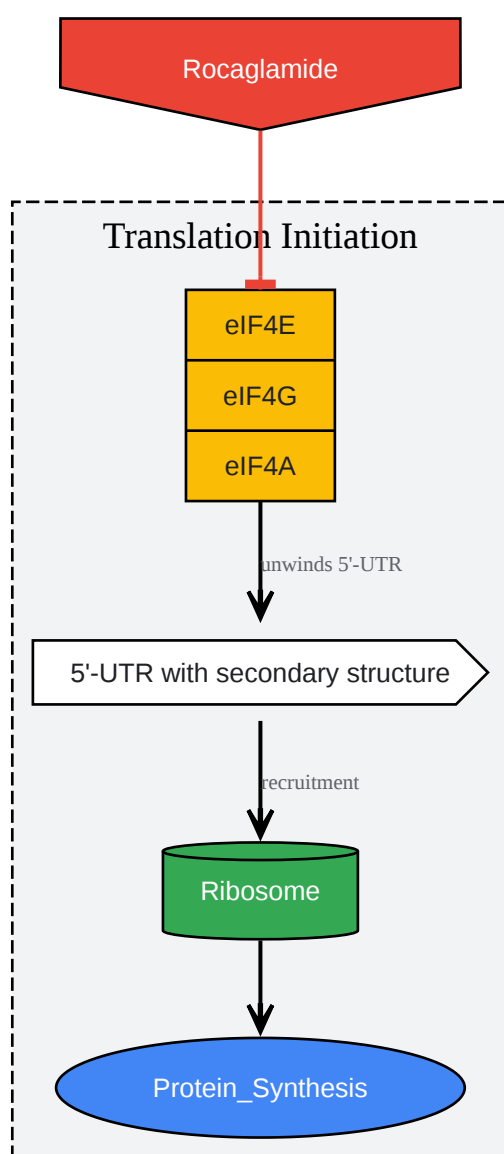 Rocaglamide
Translation Initiation
eIF4E
eIF4G
eIF4A
unwinds 5'-UTR
5'-UTR with secondary structure
recruitment
Ribosome
Protein_Synthesis